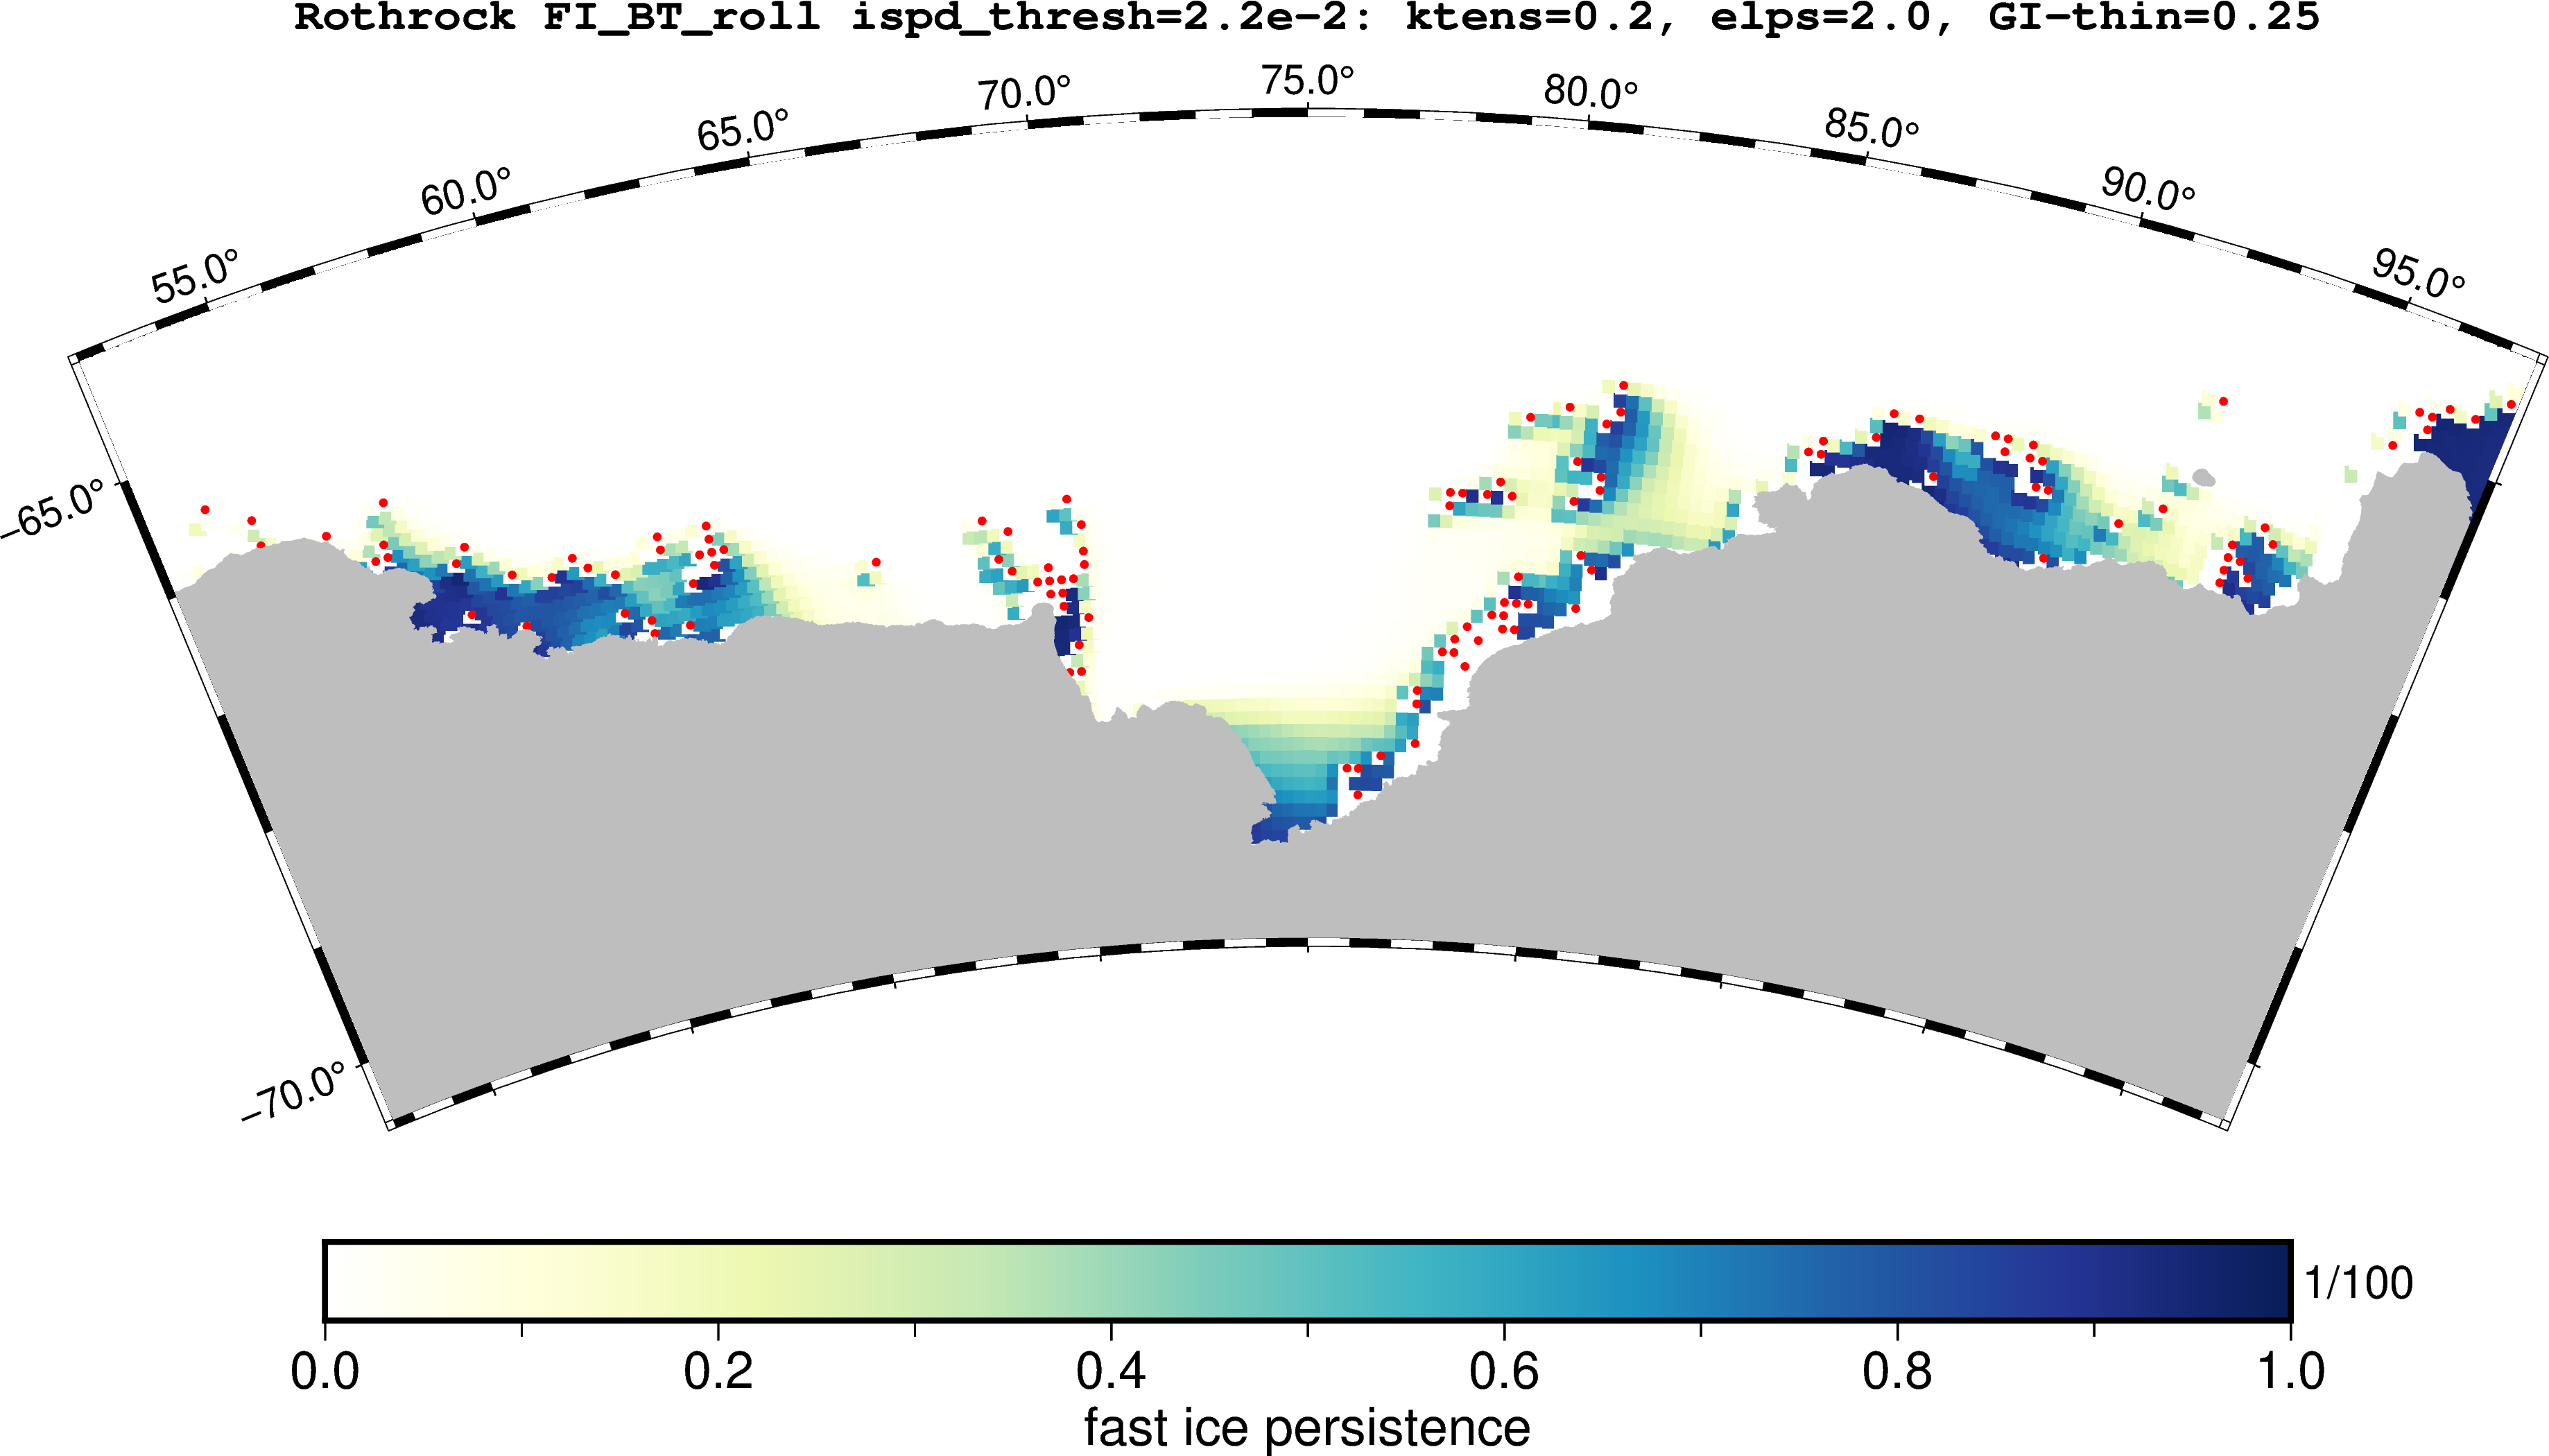 Rothrock FI_BT_roll ispd_thresh=2.2e−2: ktens=0.2, elps=2.0, GI−thin=0.25
55.0° 60.0° 65.0° 70.0° 75.0° 80.0° 85.0° 90.0° 95.0°
−65.0°
−70.0°
1/100
0.0 0.2 0.4 0.6 0.8 1.0
fast ice persistence